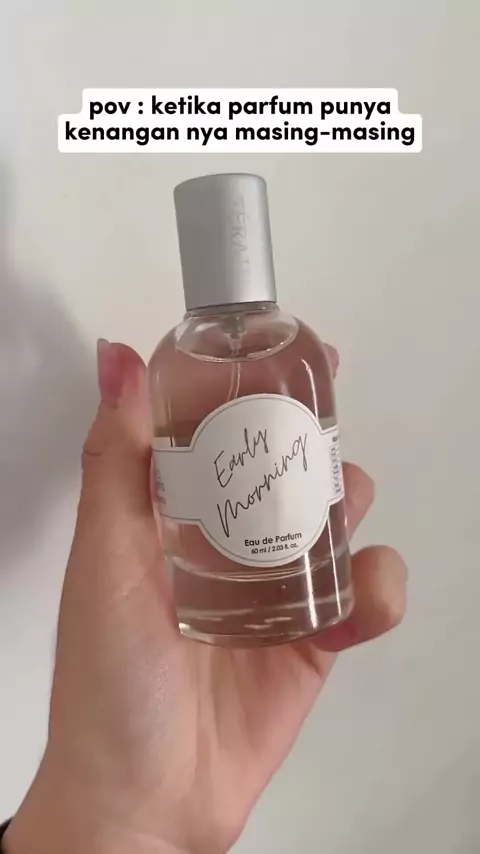 pov : ketika parfum punya
kenangan nya masing-masing
Early
Morning
Eau de Parfum
60 ml / 2.03 fl. oz.